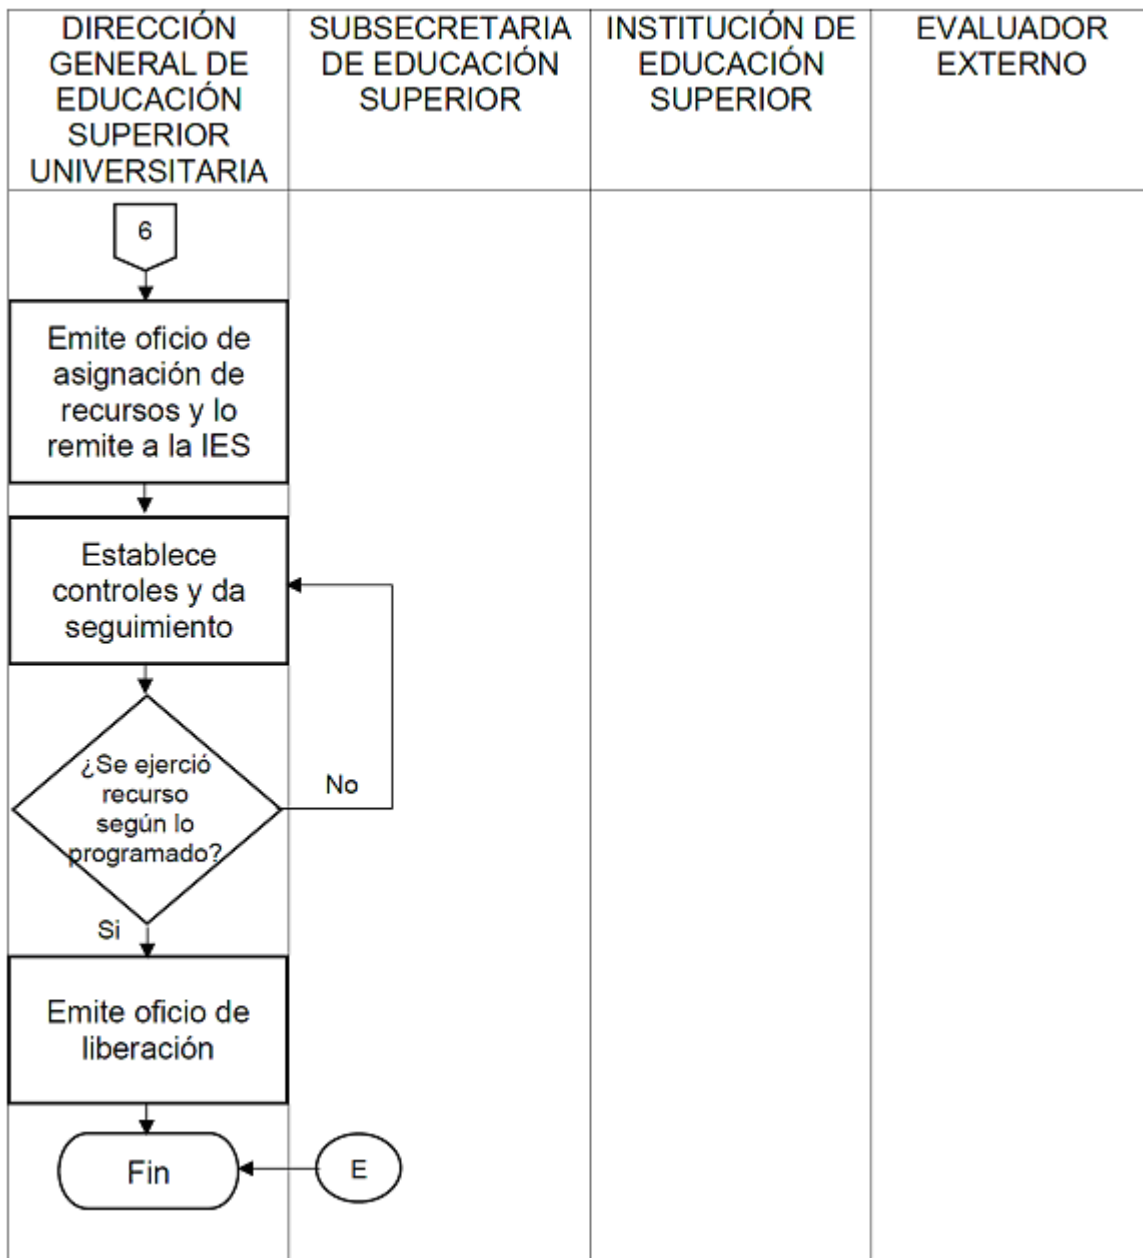 DIRECCIÓN
GENERAL DE
EDUCACIÓN
SUPERIOR
UNIVERSITARIA
SUBSECRETARIA
DE EDUCACIÓN
SUPERIOR
INSTITUCIÓN DE
EDUCACIÓN
SUPERIOR
EVALUADOR
EXTERNO
6
Emite oficio de
asignación de
recursos y lo
remite a la IES
Establece
controles y da
seguimiento
¿Se ejerció
recurso
según lo
programado?
No
Si
Emite oficio de
liberación
Fin
E